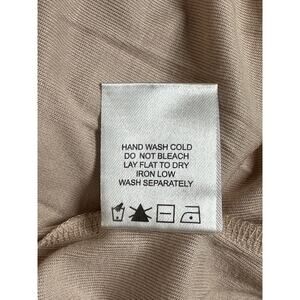 HAND WASH COLD
DO NOT BLEACH
LAY FLAT TO DRY
IRON LOW
WASH SEPARATELY